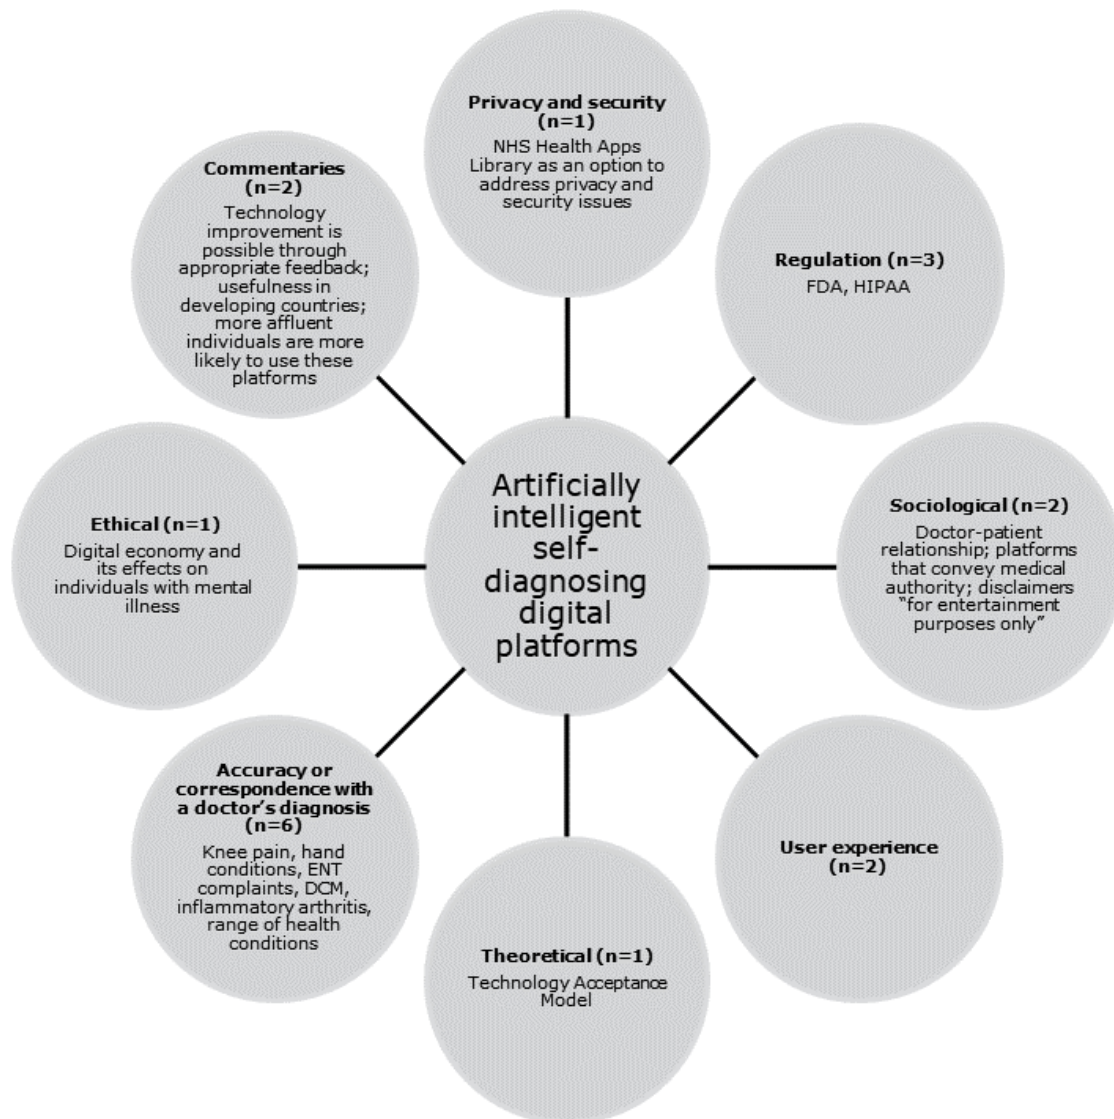 Privacy and security
(n=1)
NHS Health Apps
Library as an option to
address privacy and
security issues
Regulation (n=3)
FDA, HIPAA
Sociological (n=2)
Doctor-patient
relationship; platforms
that convey medical
authority; disclaimers
“for entertainment
purposes only”
User experience
(n=2)
Theoretical (n=1)
Technology Acceptance
Model
Accuracy or
correspondence with
a doctor’s diagnosis
(n=6)
Knee pain, hand
conditions, ENT
complaints, DCM,
inflammatory arthritis,
range of health
conditions
Ethical (n=1)
Digital economy and
its effects on
individuals with mental
illness
Commentaries
(n=2)
Technology
improvement is
possible through
appropriate feedback;
usefulness in
developing countries;
more affluent
individuals are more
likely to use these
platforms
Artificially
intelligent
self-
diagnosing
digital
platforms